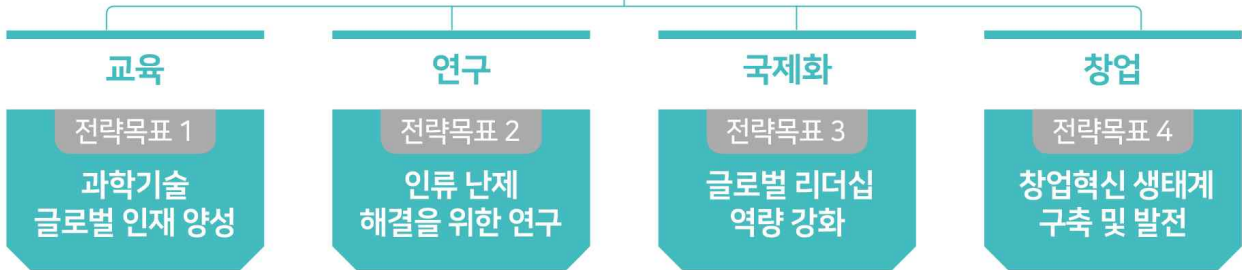 교육
전략목표 1
과학기술
글로벌 인재 양성
연구
전략목표 2
인류 난제
해결을 위한 연구
국제화
전략목표 3
글로벌 리더십
역량 강화
창업
전략목표 4
창업혁신 생태계
구축 및 발전